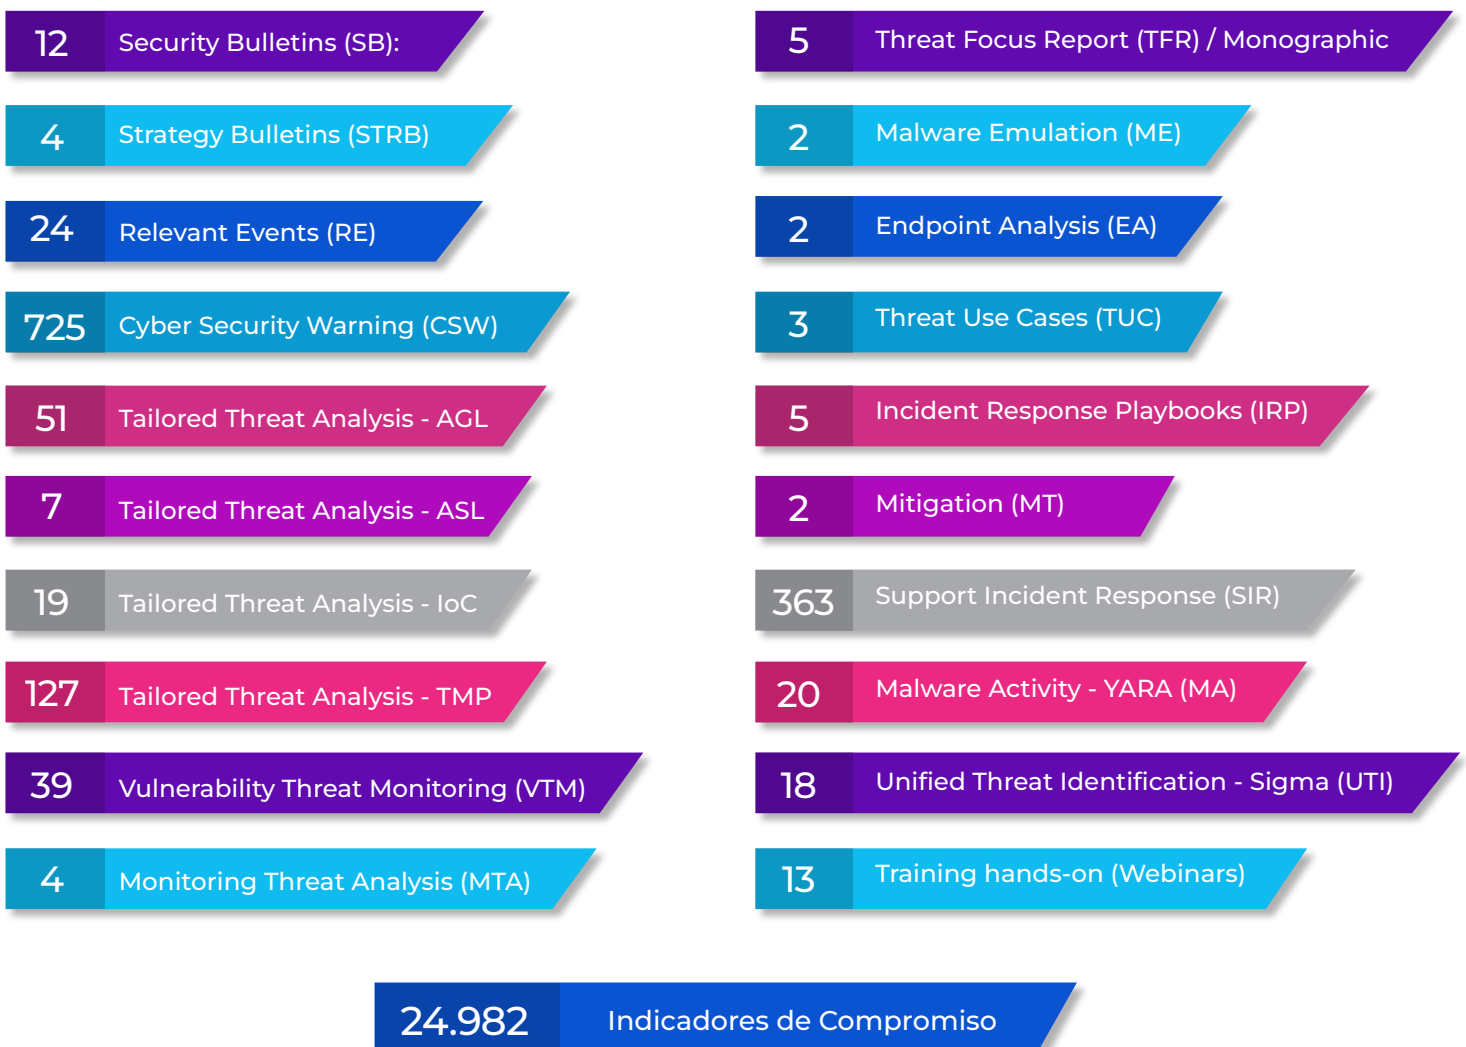 12 Security Bulletins (SB):
4 Strategy Bulletins (STRB)
24 Relevant Events (RE)
725 Cyber Security Warning (CSW)
51 Tailored Threat Analysis - AGL
7 Tailored Threat Analysis - ASL
19 Tailored Threat Analysis - IoC
127 Tailored Threat Analysis - TMP
39 Vulnerability Threat Monitoring (VTM)
4 Monitoring Threat Analysis (MTA)
5 Threat Focus Report (TFR) / Monographic
2 Malware Emulation (ME)
2 Endpoint Analysis (EA)
3 Threat Use Cases (TUC)
5 Incident Response Playbooks (IRP)
2 Mitigation (MT)
363 Support Incident Response (SIR)
20 Malware Activity - YARA (MA)
18 Unified Threat Identification - Sigma (UTI)
13 Training hands-on (Webinars)
24.982 Indicadores de Compromiso